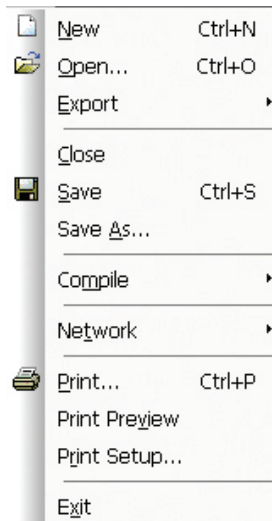 New Ctrl+N
Open... Ctrl+O
Export
Close
Save Ctrl+S
Save As...
Compile
Network
Print... Ctrl+P
Print Preview
Print Setup...
Exit